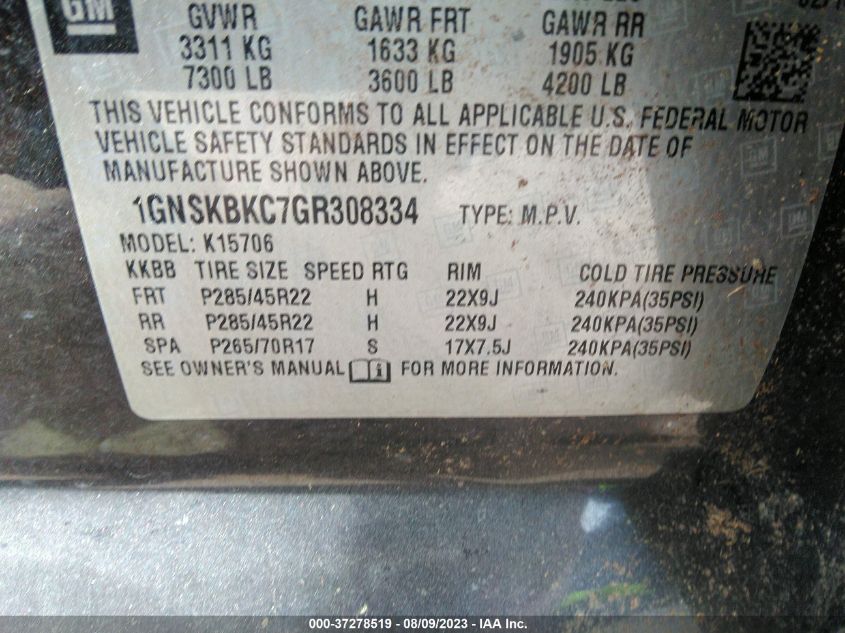 GM
GVWR GAWR FRT GAWR RR
3311 KG 1633 KG 1905 KG
7300 LB 3600 LB 4200 LB
THIS VEHICLE CONFORMS TO ALL APPLICABLE U.S. FEDERAL MOTOR
VEHICLE SAFETY STANDARDS IN EFFECT ON THE DATE OF
MANUFACTURE SHOWN ABOVE.
1GNSKBKC7GR308334 TYPE: M.P.V.
MODEL: K15706
KKBB TIRE SIZE SPEED RTG RIM COLD TIRE PRESSURE
FRT P285/45R22 H 22X9J 240KPA(35PSI)
RR P285/45R22 H 22X9J 240KPA(35PSI)
SPA P265/70R17 S 17X7.5J 240KPA(35PSI)
SEE OWNER'S MANUAL FOR MORE INFORMATION.
000-37278519 - 08/09/2023 - IAA Inc.